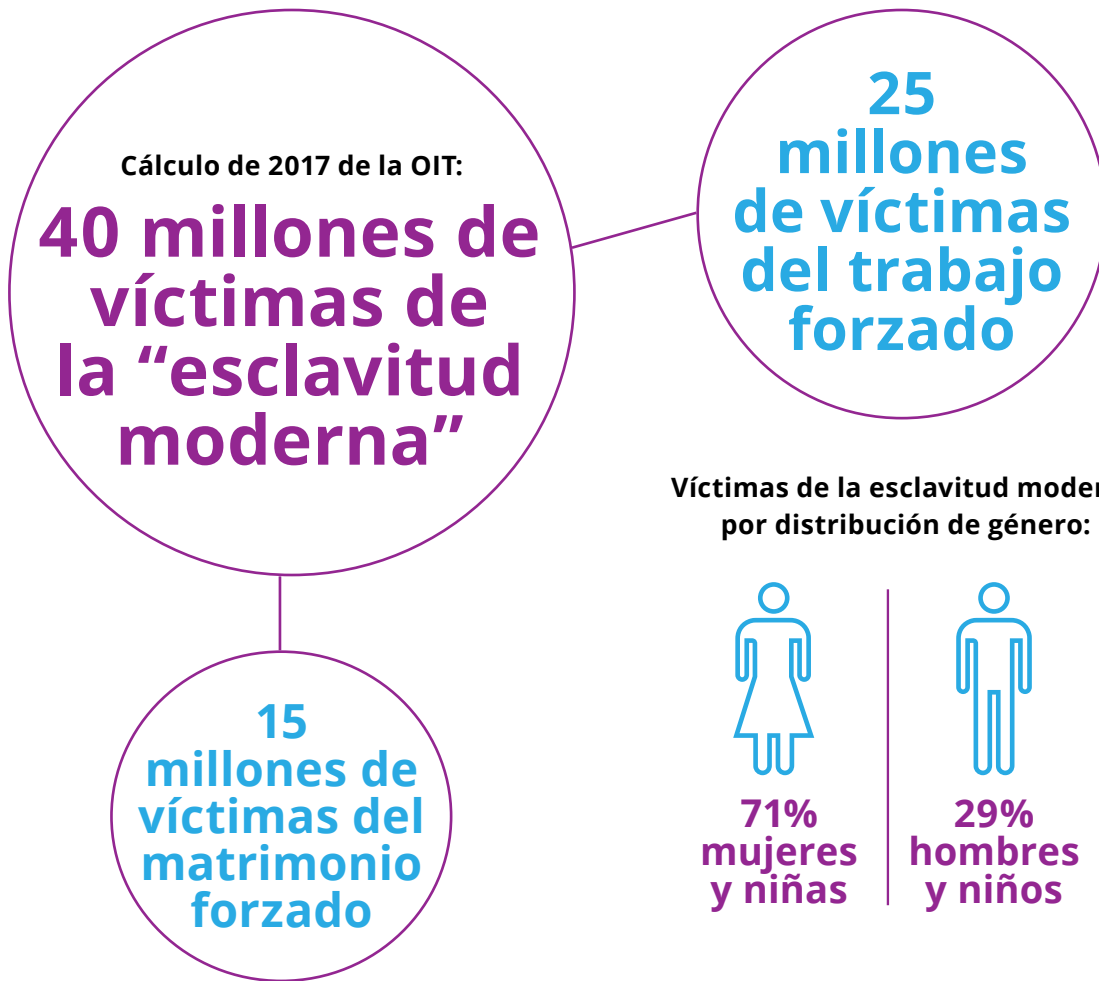 Cálculo de 2017 de la OIT:
40 millones de
víctimas de
la “esclavitud
moderna”
25
millones
de víctimas
del trabajo
forzado
Víctimas de la esclavitud
por distribución de género:
71%
mujeres
y niñas
29%
hombres
y niños
15
millones de
víctimas del
matrimonio
forzado